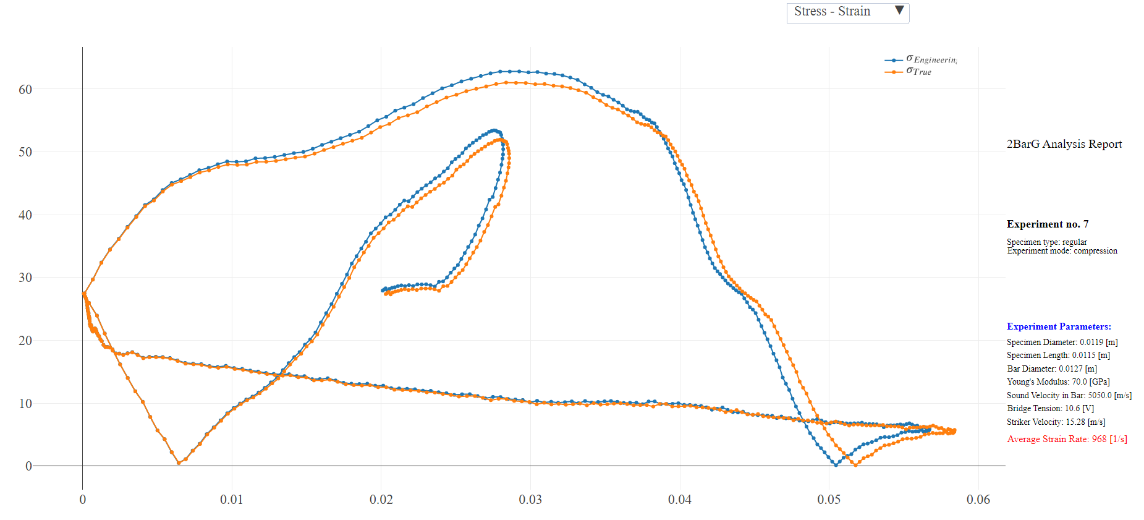 Stress - Strain ▼
σ Engineerin,
σ True
60
50
40
30
20
10
0
0 0.01 0.02 0.03 0.04 0.05 0.06
2BarG Analysis Report
Experiment no. 7
Specimen type: regular
Experiment mode: compression
Experiment Parameters:
Specimen Diameter: 0.0119 [m]
Specimen Length: 0.0115 [m]
Bar Diameter: 0.0127 [m]
Young's Modulus: 70.0 [GPa]
Sound Velocity in Bar: 5050.0 [m/s]
Bridge Tension: 10.6 [V]
Striker Velocity: 15.28 [m/s]
Average Strain Rate: 968 [1/s]